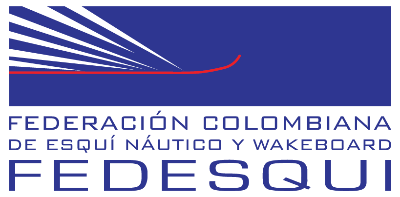 FEDERACIÓN COLOMBIANA
DE ESQUÍ NÁUTICO Y WAKEBOARD
FEDESQUI